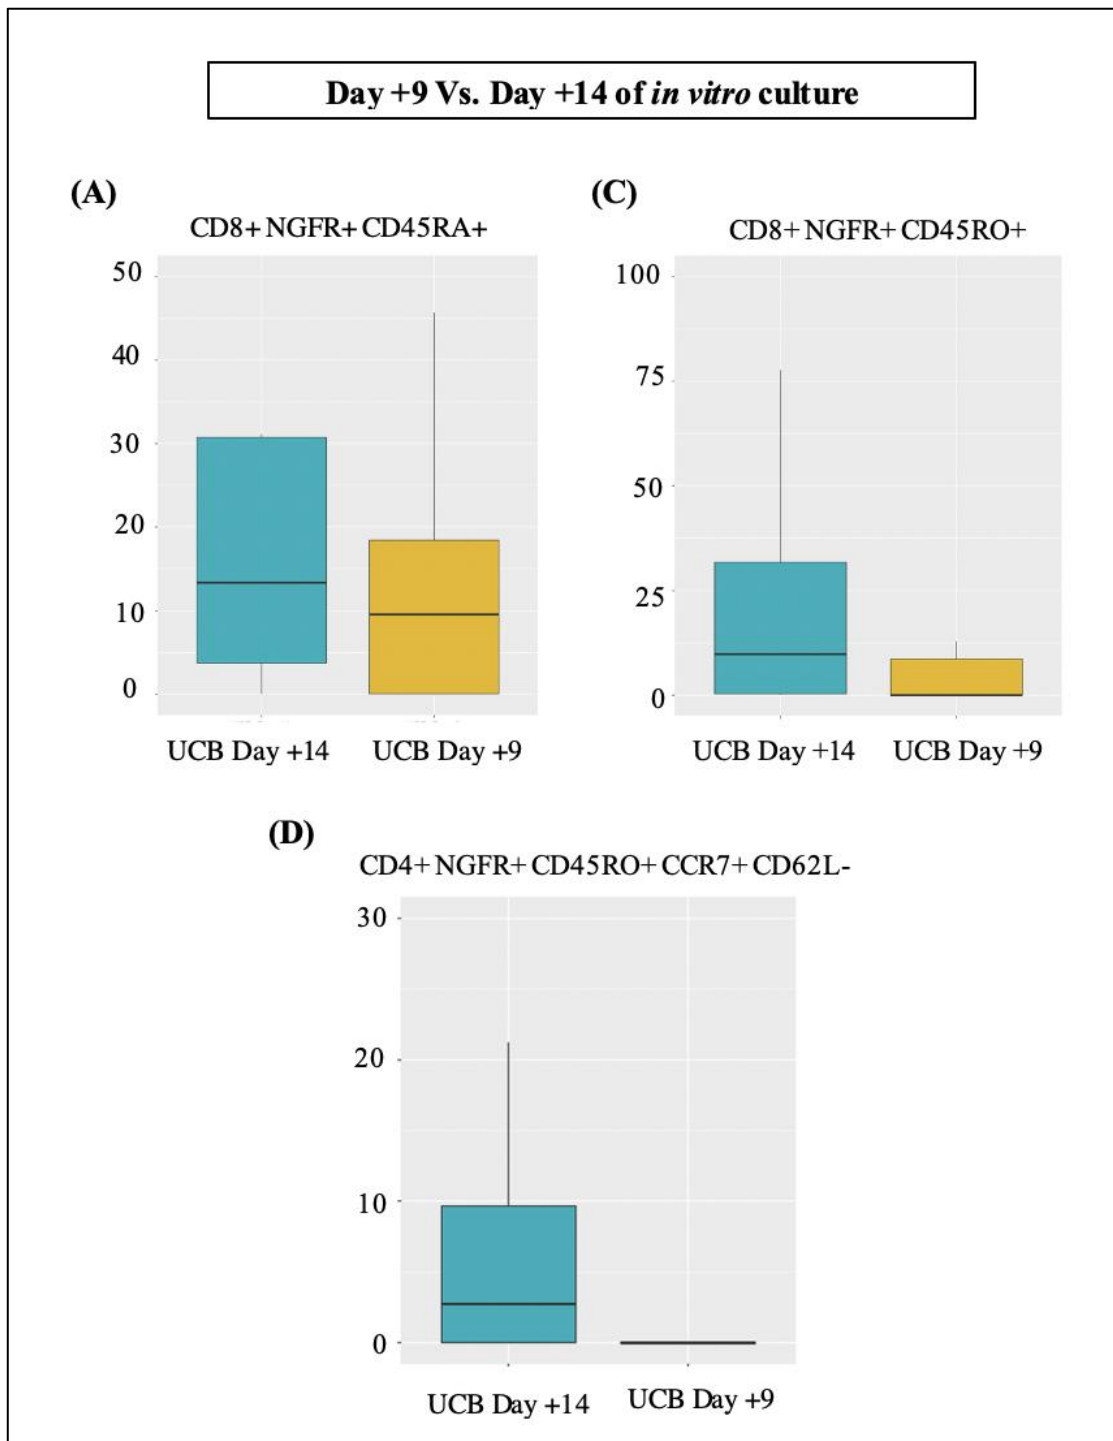 Day +9 Vs. Day +14 of in vitro culture
(A)
CD8+ NGFR+ CD45RA+
50
40
30
20
10
0
UCB Day +14 UCB Day +9
(C)
CD8+ NGFR+ CD45RO+
100
75
50
25
0
UCB Day +14 UCB Day +9
(D)
CD4+ NGFR+ CD45RO+ CCR7+ CD62L-
30
20
10
0
UCB Day +14 UCB Day +9